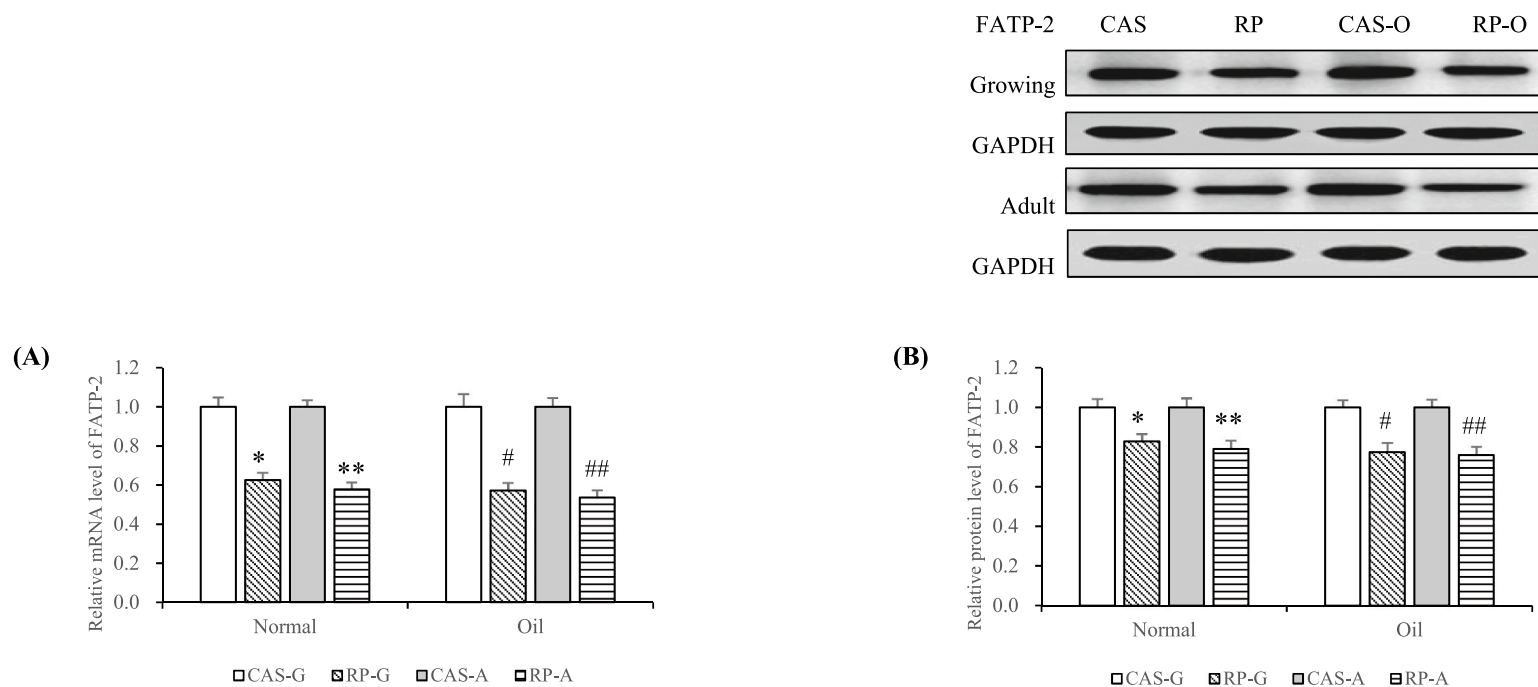 FATP-2 CAS RP CAS-O RP-O
Growing
GAPDH
Adult
GAPDH
(A)
Relative mRNA level of FATP-2
1.2
1.0
0.8
0.6
0.4
0.2
0.0
* ** # ##
Normal Oil
CAS-G RP-G CAS-A RP-A
(B)
Relative protein level of FATP-2
1.2
1.0
0.8
0.6
0.4
0.2
0.0
* ** # ##
Normal Oil
CAS-G RP-G CAS-A RP-A